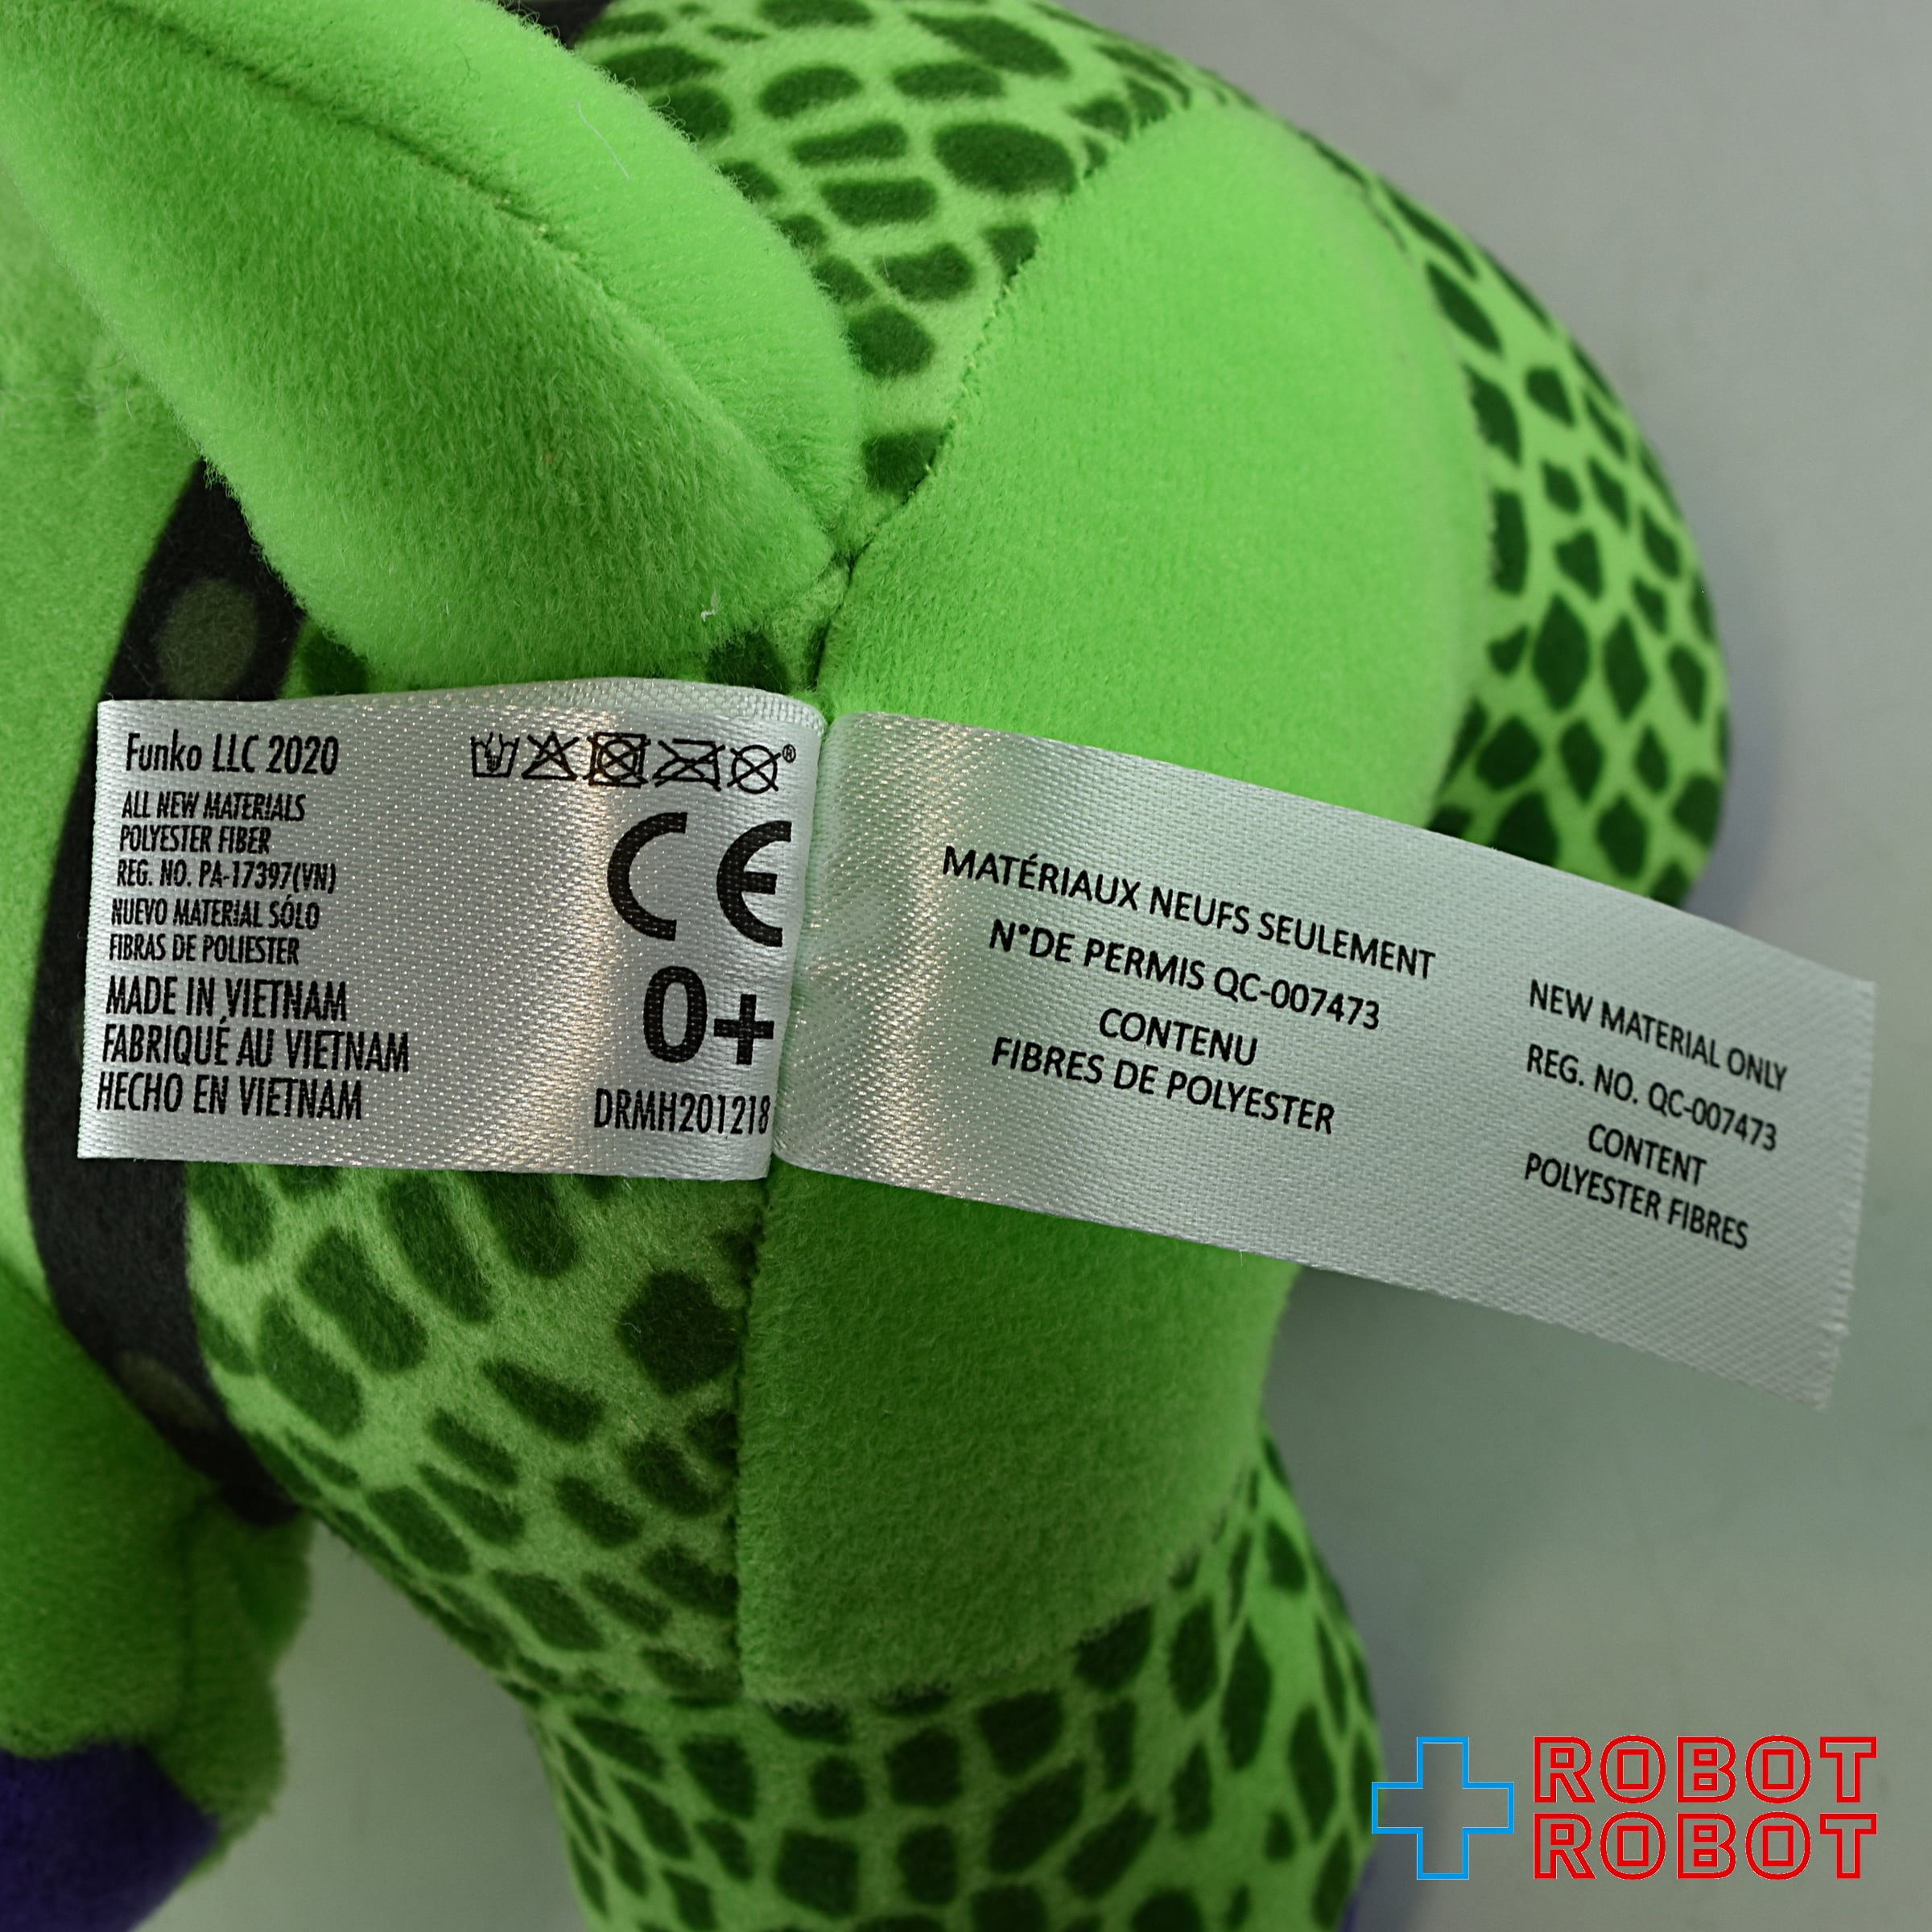 Funko LLC 2020
ALL NEW MATERIALS
POLYESTER FIBER
REG. NO. PA-17397(VN)
NUEVO MATERIAL SÓLO
FIBRAS DE POLIESTER
MADE IN VIETNAM
FABRIQUÉ AU VIETNAM
HECHO EN VIETNAM
®
CE
0+
DRMH201218
MATÉRIAUX NEUFS SEULEMENT
N°DE PERMIS QC-007473
CONTENU
FIBRES DE POLYESTER
NEW MATERIAL ONLY
REG. NO. QC-007473
CONTENT
POLYESTER FIBRES
ROBOT
ROBOT